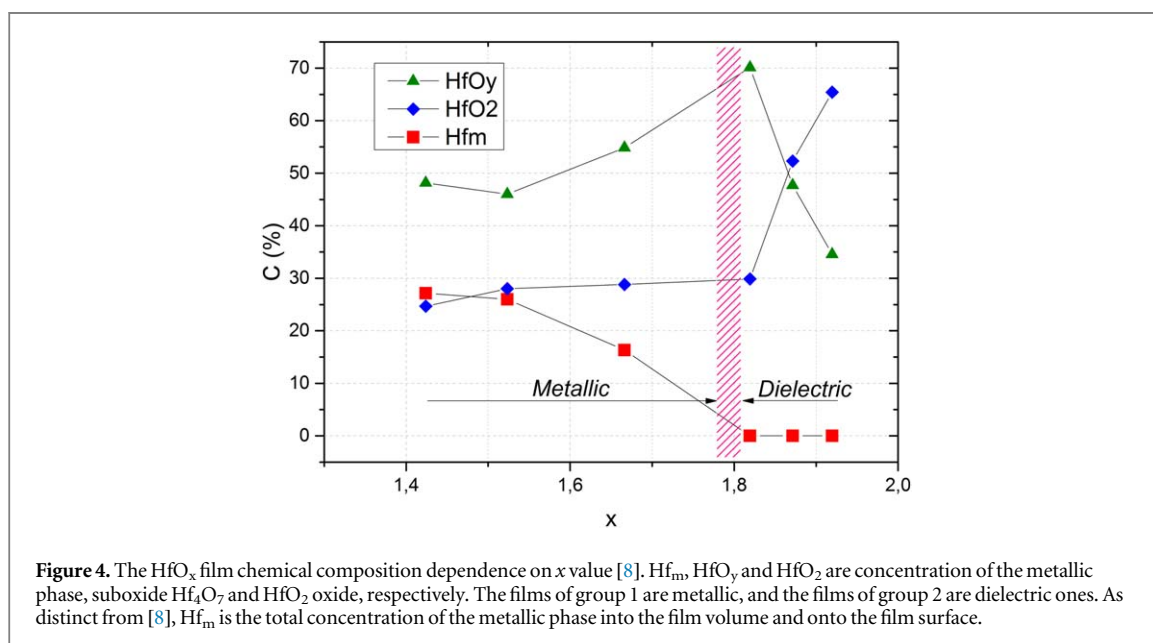 70
60
50
40
30
20
10
0
C (%)
HfOy
HfO2
Hfm
Metallic
Dielectric
1,4
1,6
1,8
2,0
x
Figure 4. The HfOₓ film chemical composition dependence on x value [8]. Hfₘ, HfOᵧ and HfO₂ are concentration of the metallic
phase, suboxide Hf₄O₇ and HfO₂ oxide, respectively. The films of group 1 are metallic, and the films of group 2 are dielectric ones. As
distinct from [8], Hfₘ is the total concentration of the metallic phase into the film volume and onto the film surface.